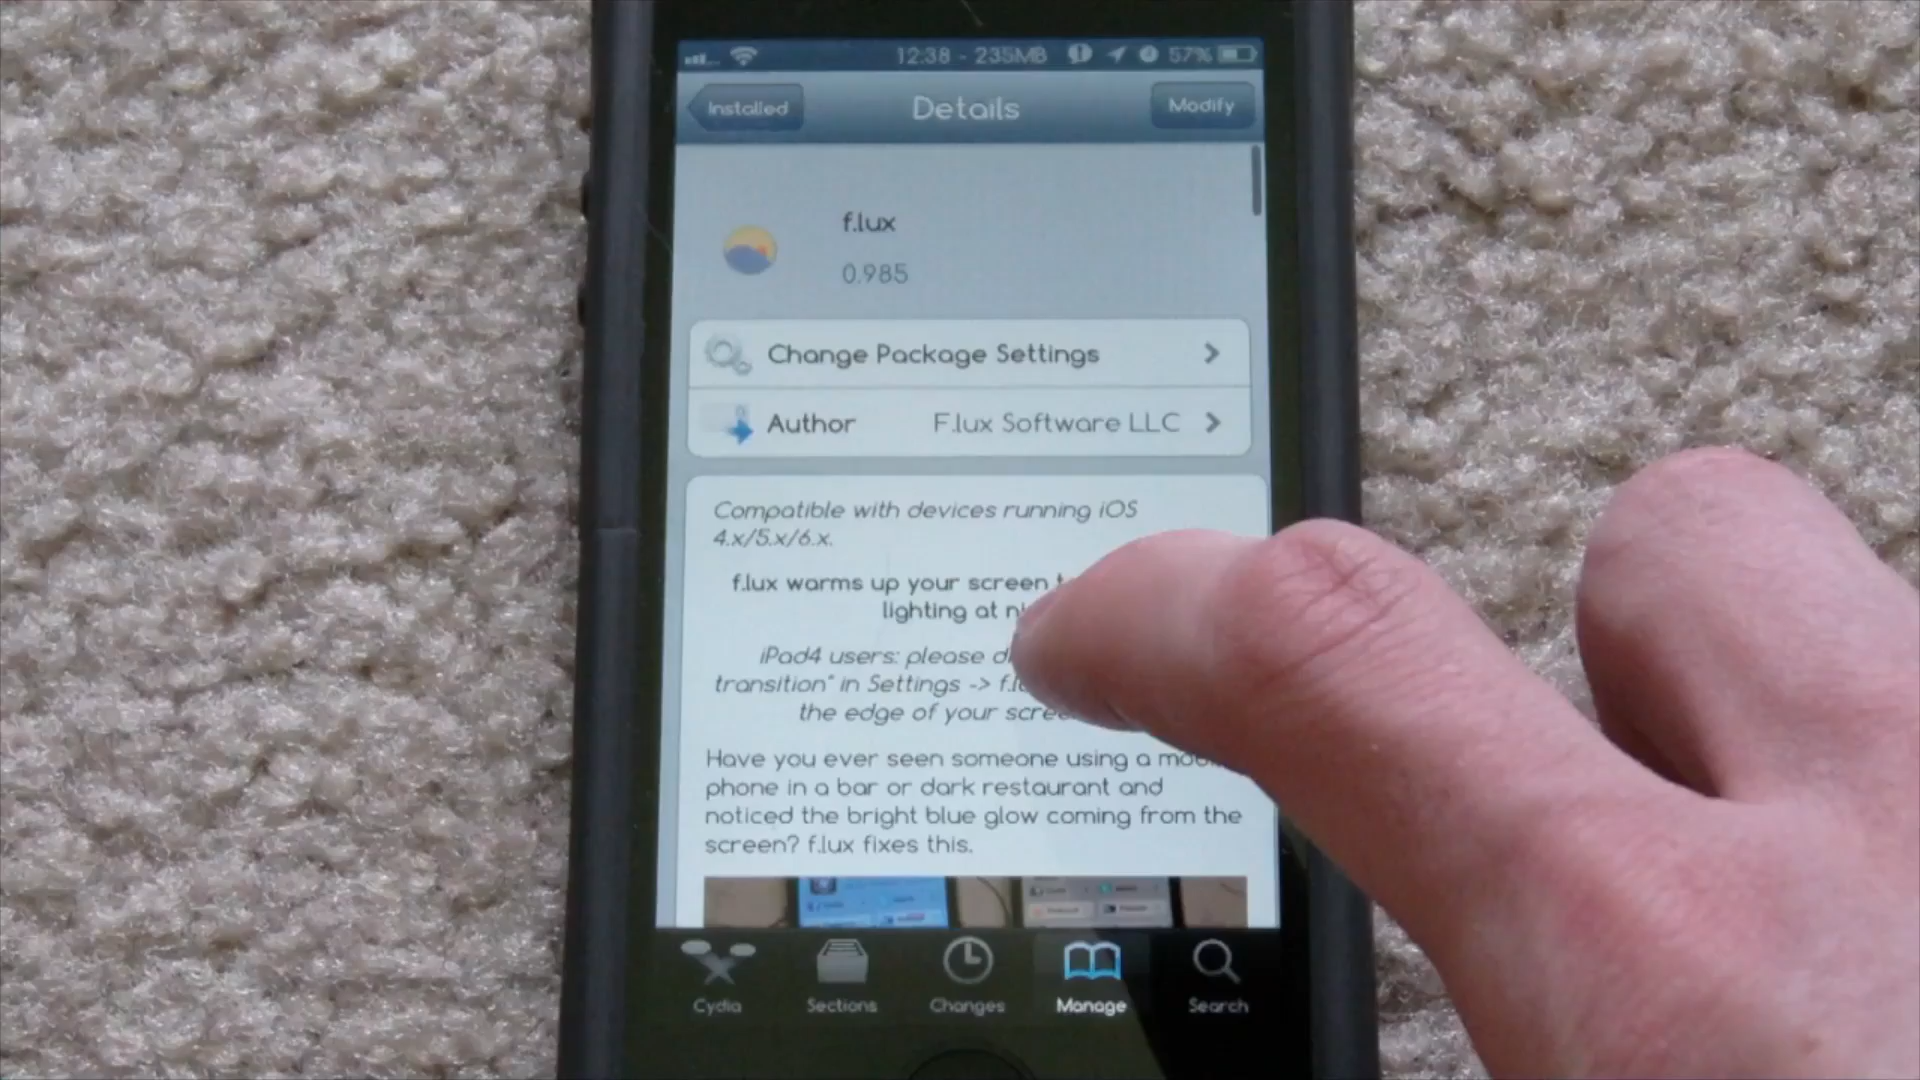 12:38 - 235MB 57%
Installed Details Modify
f.lux
0.985
Change Package Settings
Author F.lux Software LLC
Compatible with devices running iOS
4.x/5.x/6.x.
f.lux warms up your screen
lighting at
iPad4 users: please
transition" in Settings ->
the edge of your
Have you ever seen someone using a
phone in a bar or dark restaurant and
noticed the bright blue glow coming from the
screen? f.lux fixes this.
Cydia Sections Changes Manage Search